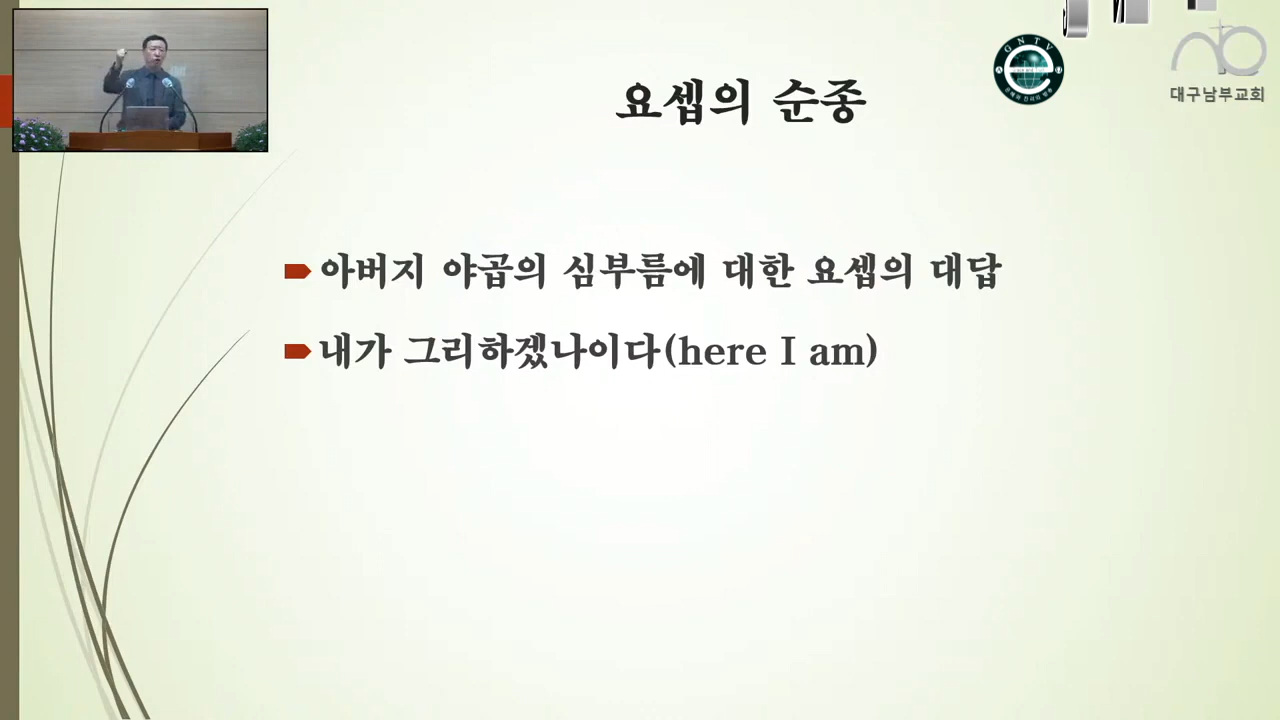 요셉의 순종
대구남부교회
아버지 야곱의 심부름에 대한 요셉의 대답
내가 그리하겠나이다(here I am)